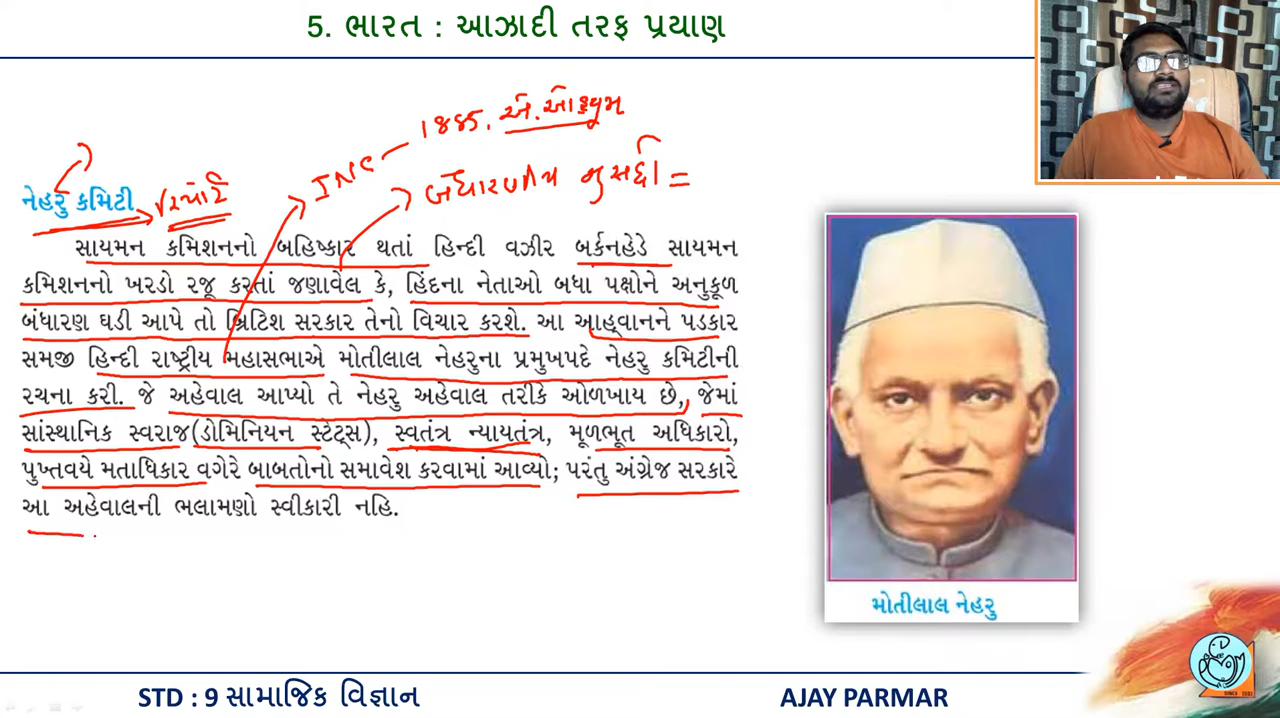 5. ભારત : આઝાદી તરફ પ્રયાણ
1885. એ. ઓ. હ્યુમ
INC
બંધારણીય મુસદ્દો =
નેહરુ કમિટી
રિપોર્ટ
સાયમન કમિશનનો બહિષ્કાર થતાં હિન્દી વઝીર બર્કનહેડે સાયમન
કમિશનનો ખરડો રજૂ કરતાં જણાવેલ કે, હિંદના નેતાઓ બધા પક્ષોને અનુકૂળ
બંધારણ ઘડી આપે તો બ્રિટિશ સરકાર તેનો વિચાર કરશે. આ આહ્‌વાનને પડકાર
સમજી હિન્દી રાષ્ટ્રીય મહાસભાએ મોતીલાલ નેહરુના પ્રમુખપદે નેહરુ કમિટીની
રચના કરી. જે અહેવાલ આપ્યો તે નેહરુ અહેવાલ તરીકે ઓળખાય છે, જેમાં
સાંસ્થાનિક સ્વરાજ(ડોમિનિયન સ્ટેટ્સ), સ્વતંત્ર ન્યાયતંત્ર, મૂળભૂત અધિકારો,
પુખ્તવયે મતાધિકાર વગેરે બાબતોનો સમાવેશ કરવામાં આવ્યો; પરંતુ અંગ્રેજ સરકારે
આ અહેવાલની ભલામણો સ્વીકારી નહિ.
મોતીલાલ નેહરુ
STD : 9 સામાજિક વિજ્ઞાન
AJAY PARMAR